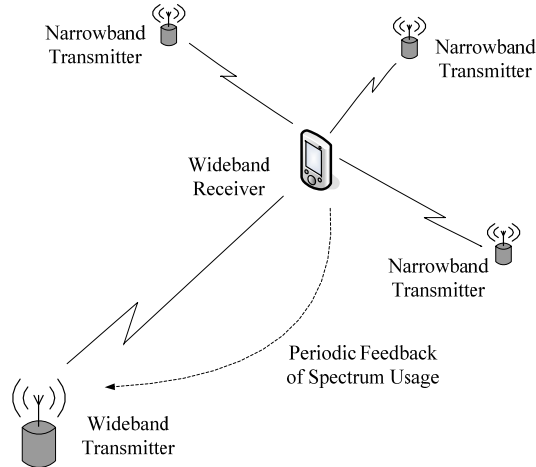 Narrowband
Transmitter
Narrowband
Transmitter
Wideband
Receiver
Narrowband
Transmitter
Periodic Feedback
of Spectrum Usage
Wideband
Transmitter